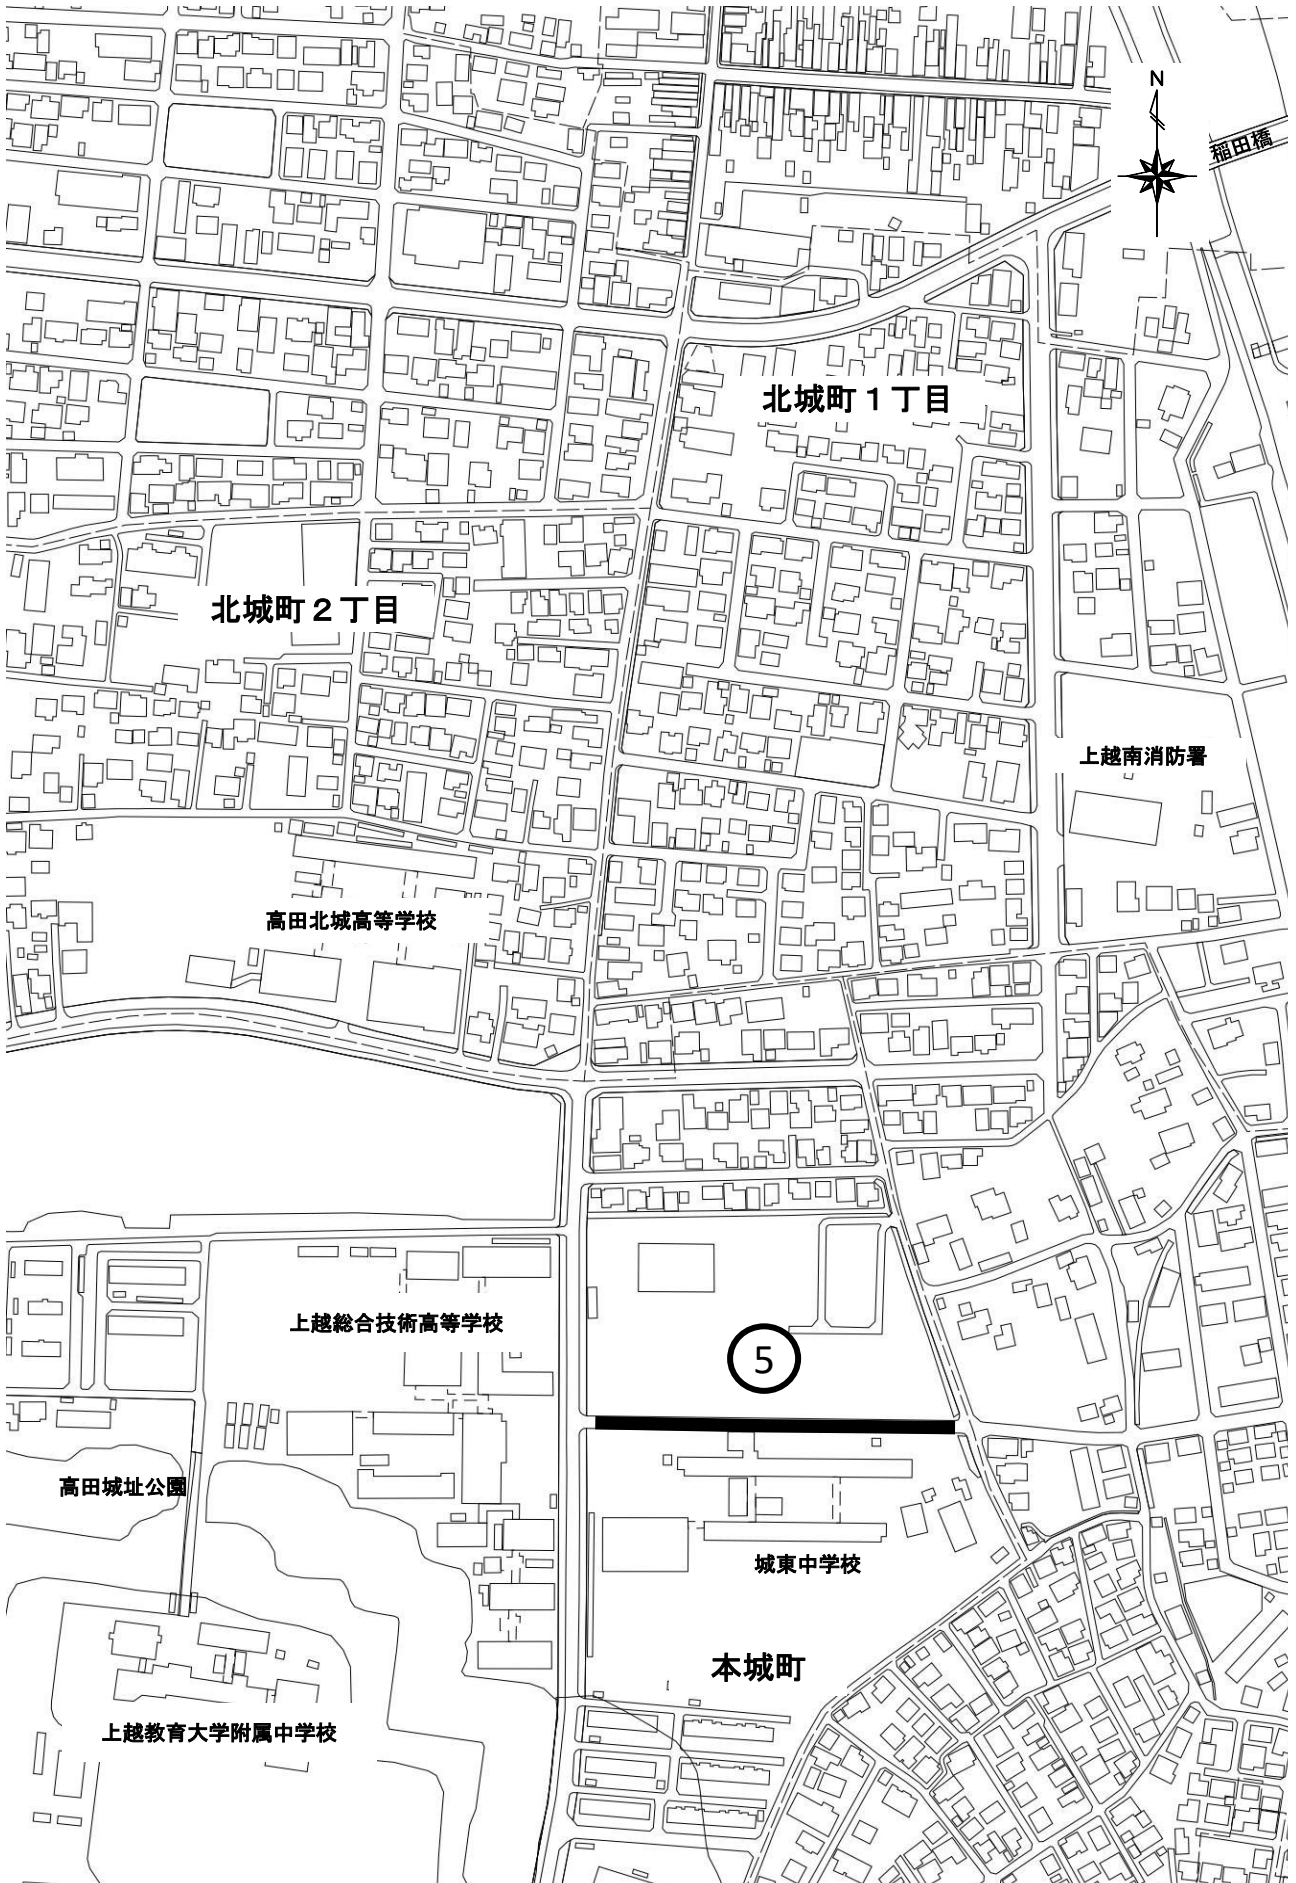 N
稲田橋
北城町1丁目
北城町2丁目
上越南消防署
高田北城高等学校
上越総合技術高等学校
5
高田城址公園
城東中学校
本城町
上越教育大学附属中学校